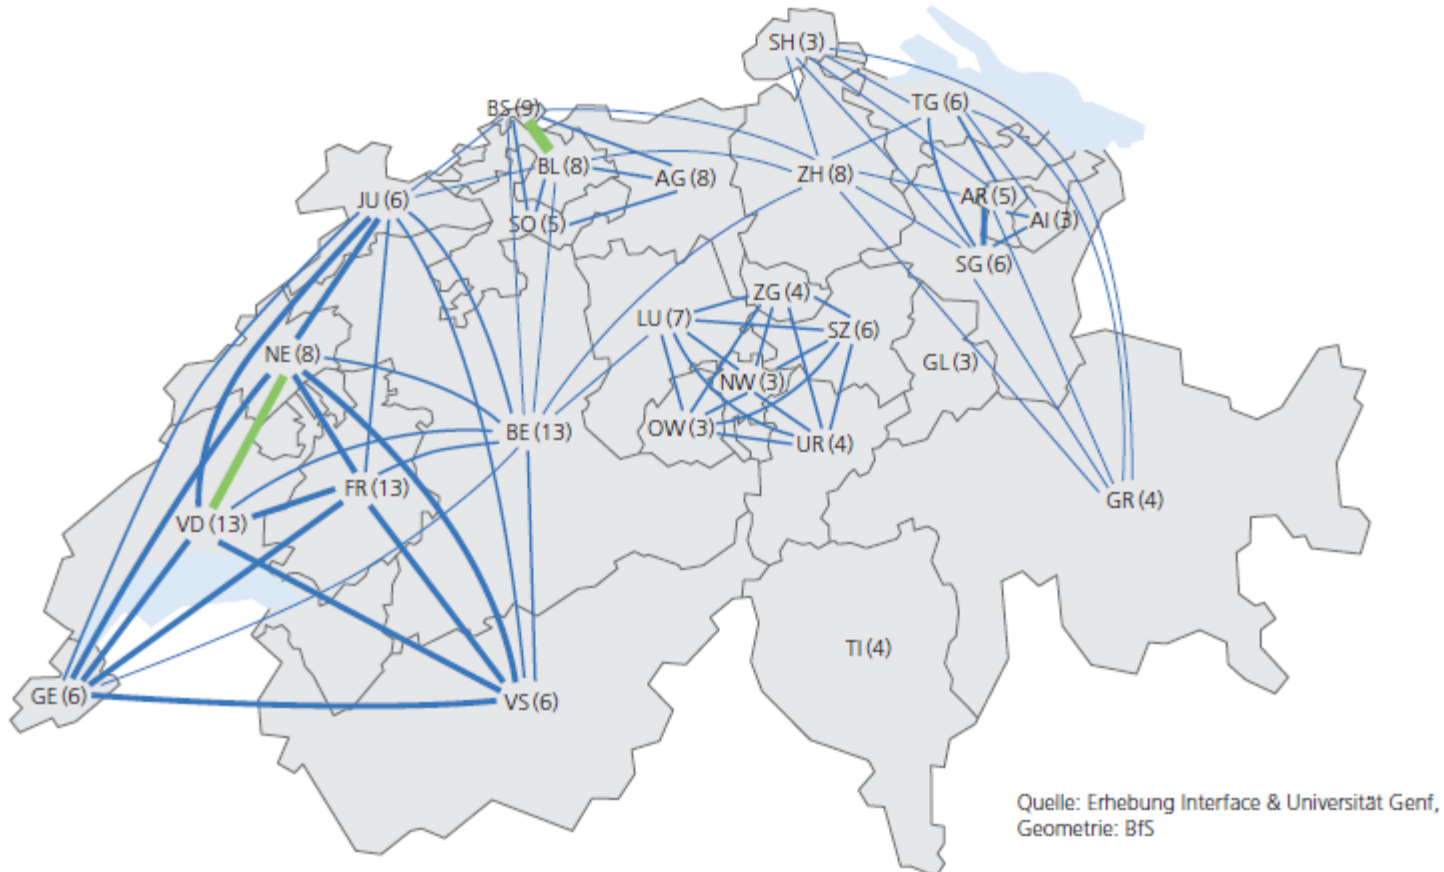 SH (3)
TG (6)
BS (9)
BL (8)
AG (8)
ZH (8)
JU (6)
AR (5)
AI (3)
SO (5)
SG (6)
ZG (4)
LU (7)
SZ (6)
NE (8)
GL (3)
NW (3)
OW (3)
BE (13)
UR (4)
FR (13)
GR (4)
VD (13)
TI (4)
GE (6)
VS (6)
Quelle: Erhebung Interface & Universität Genf,
Geometrie: BfS